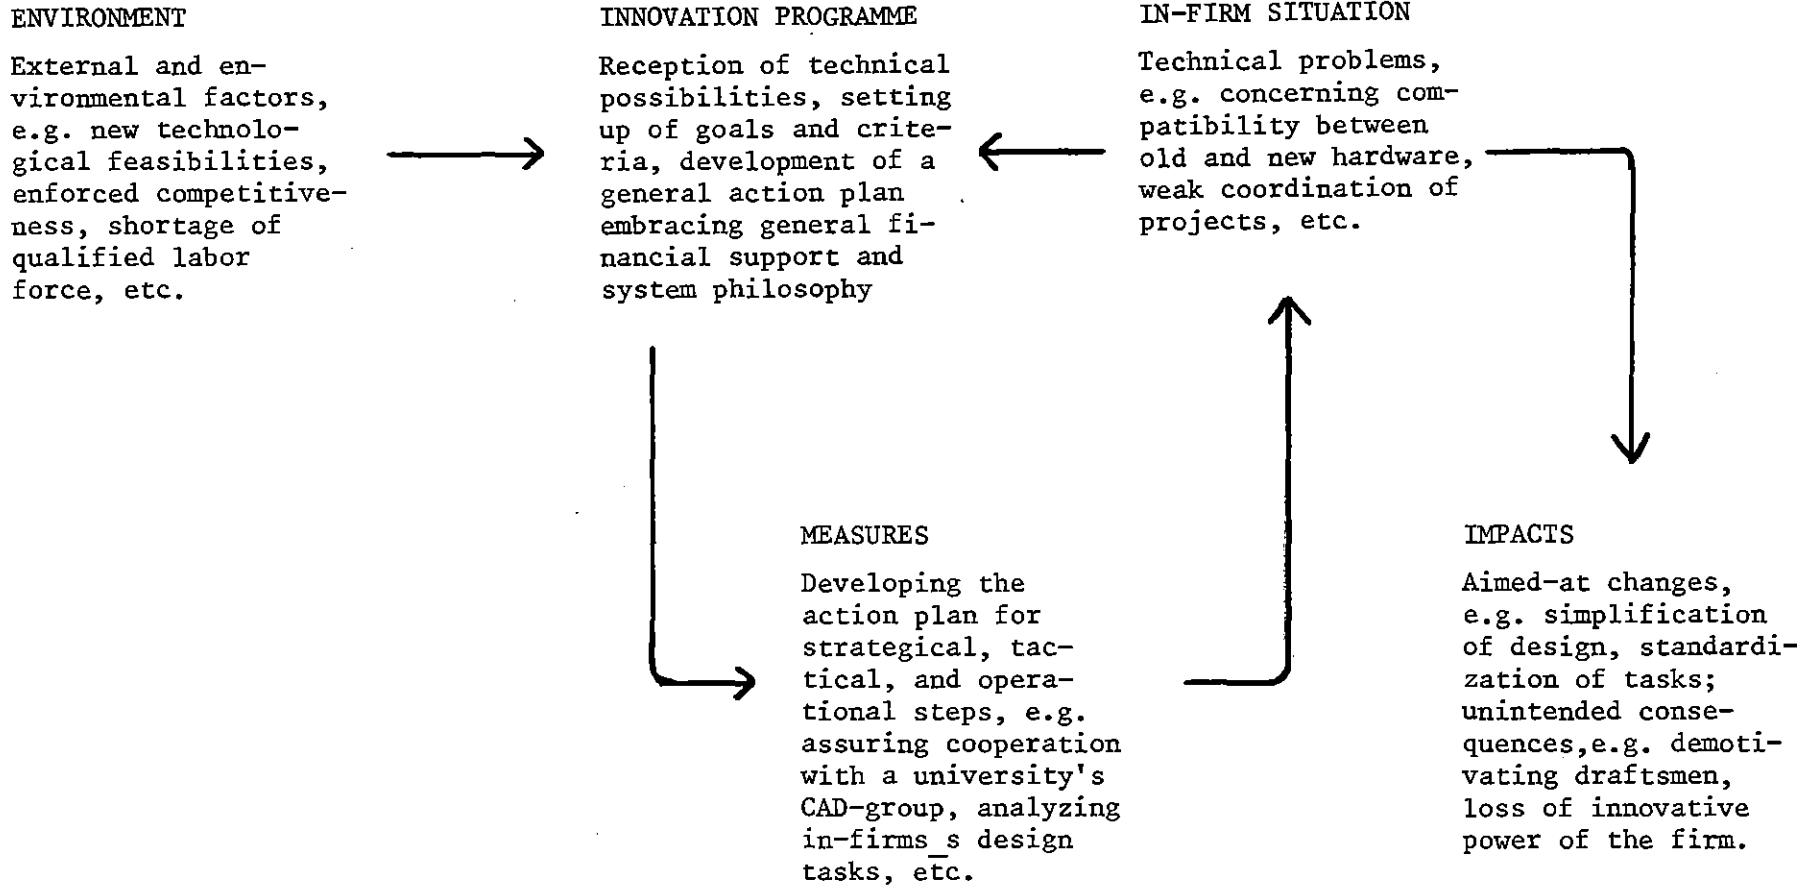 ENVIRONMENT
External and en-
vironmental factors,
e.g. new technolo-
gical feasibilities,
enforced competitive-
ness, shortage of
qualified labor
force, etc.
INNOVATION PROGRAMME
Reception of technical
possibilities, setting
up of goals and crite-
ria, development of a
general action plan
embracing general fi-
nancial support and
system philosophy
IN-FIRM SITUATION
Technical problems,
e.g. concerning com-
patibility between
old and new hardware,
weak coordination of
projects, etc.
MEASURES
Developing the
action plan for
strategical, tac-
tical, and opera-
tional steps, e.g.
assuring cooperation
with a university's
CAD-group, analyzing
in-firms_s design
tasks, etc.
IMPACTS
Aimed-at changes,
e.g. simplification
of design, standardi-
zation of tasks;
unintended conse-
quences,e.g. demoti-
vating draftsmen,
loss of innovative
power of the firm.